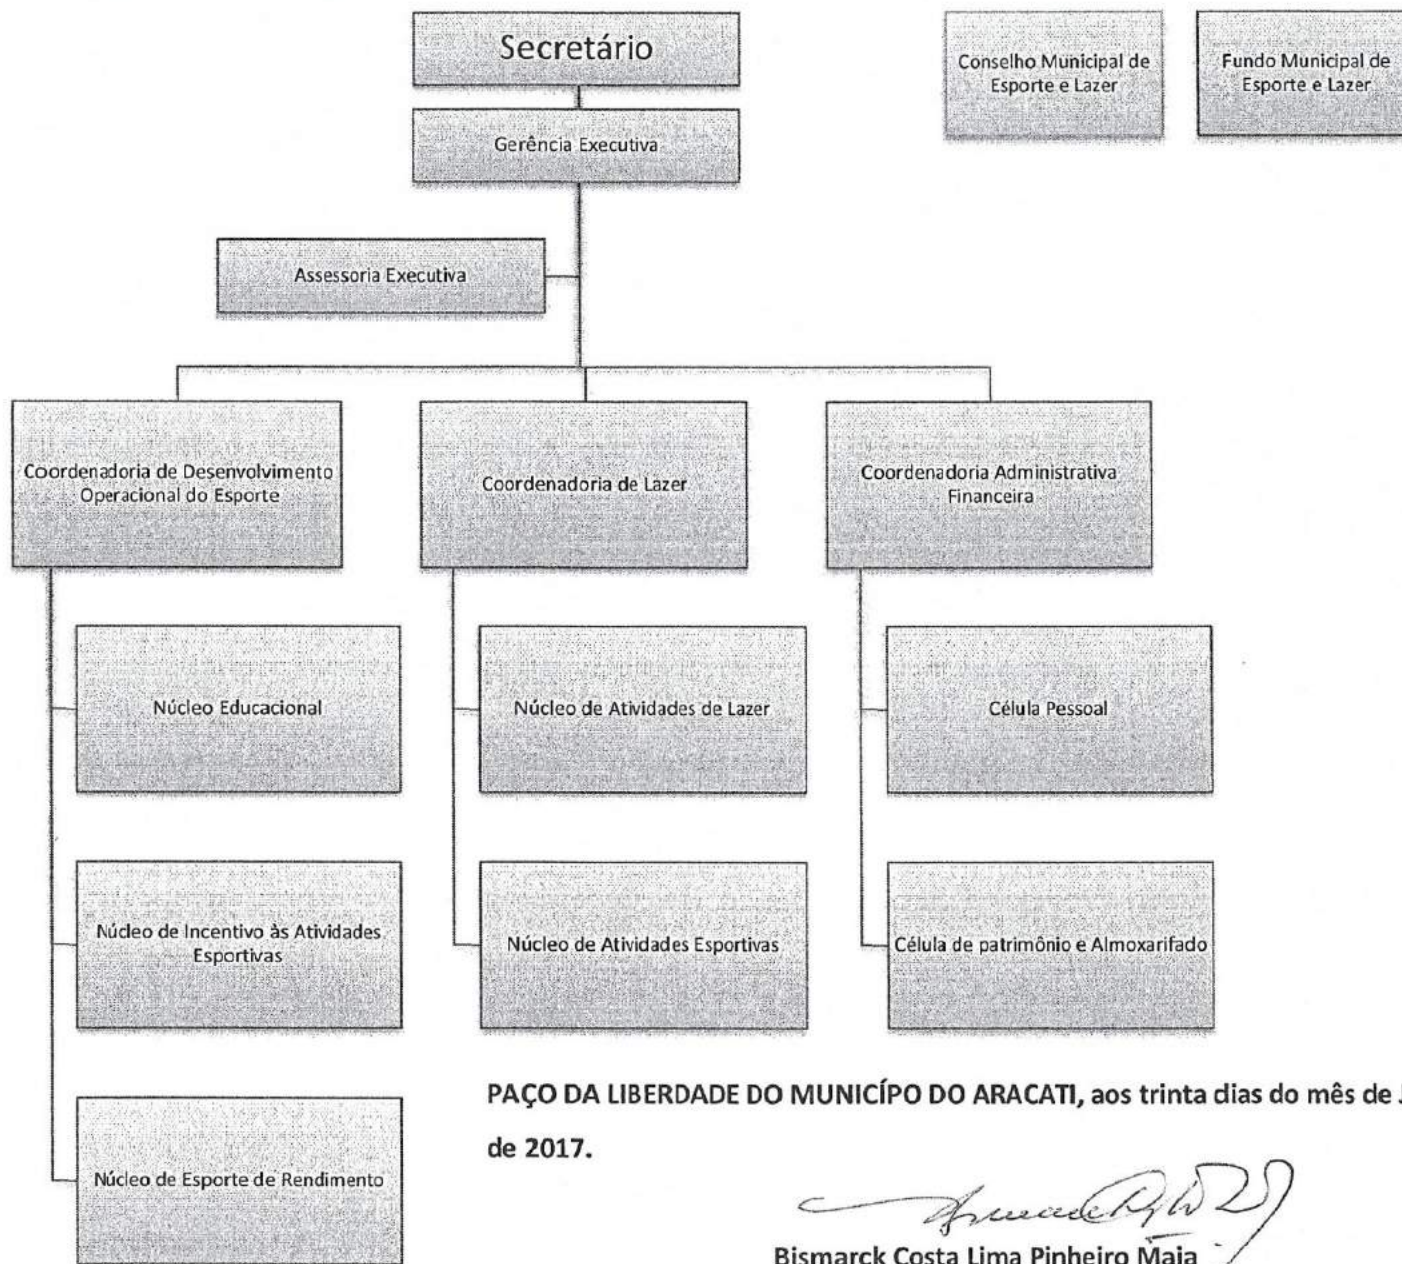 Secretário
Conselho Municipal de
Esporte e Lazer
Fundo Municipal de
Esporte e Lazer
Gerência Executiva
Assessoria Executiva
Coordenadoria de Desenvolvimento
Operacional do Esporte
Coordenadoria de Lazer
Coordenadoria Administrativa
Financeira
Núcleo Educacional
Núcleo de Atividades de Lazer
Célula Pessoal
Núcleo de Incentivo às Atividades
Esportivas
Núcleo de Atividades Esportivas
Célula de patrimônio e Almoxarifado
Núcleo de Esporte de Rendimento
PAÇO DA LIBERDADE DO MUNICÍPO DO ARACATI, aos trinta dias do mês de
de 2017.
Bismarck Costa Lima Pinheiro Maia